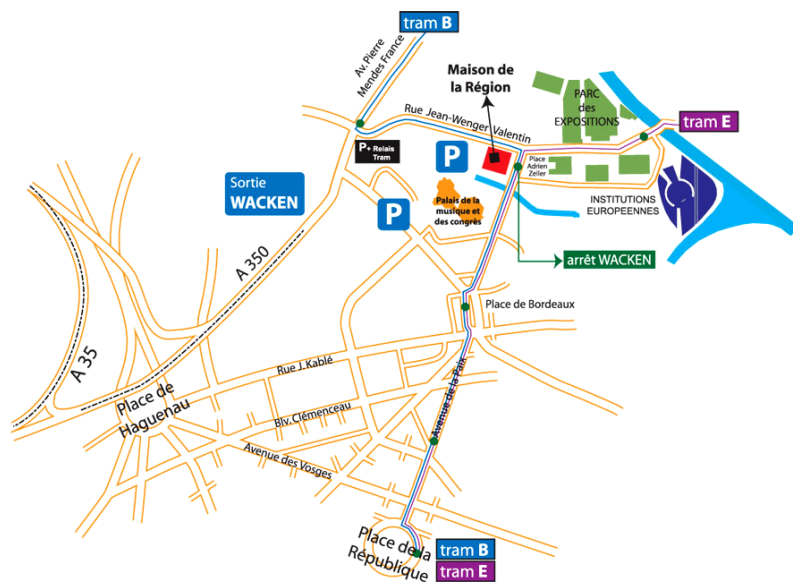 tram B
Av. Pierre
Mendes France
Maison de
la Région
Rue Jean-Wenger Valentin
PARC
des
EXPOSITIONS
tram E
P+ Relais
Tram
P
Place
Adrien
Zeller
Sortie
WACKEN
P
Palais de la
musique et
des congrès
INSTITUTIONS
EUROPEENNES
arrêt WACKEN
A 350
Place de Bordeaux
A 35
Rue J. Kablé
Place de
Haguenau
Blv. Clémenceau
Avenue de la Paix
Avenue des Vosges
Place de la
République
tram B
tram E